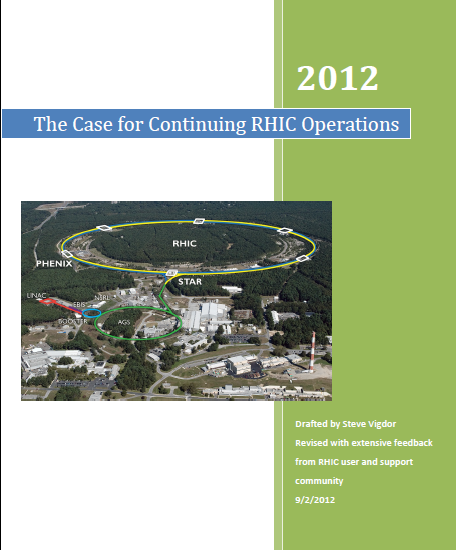 2012
The Case for Continuing RHIC Operations
RHIC
PHENIX
STAR
LINAC
NSRL
EBIS
BOOSTER
AGS
Drafted by Steve Vigdor
Revised with extensive feedback
from RHIC user and support
community
9/2/2012